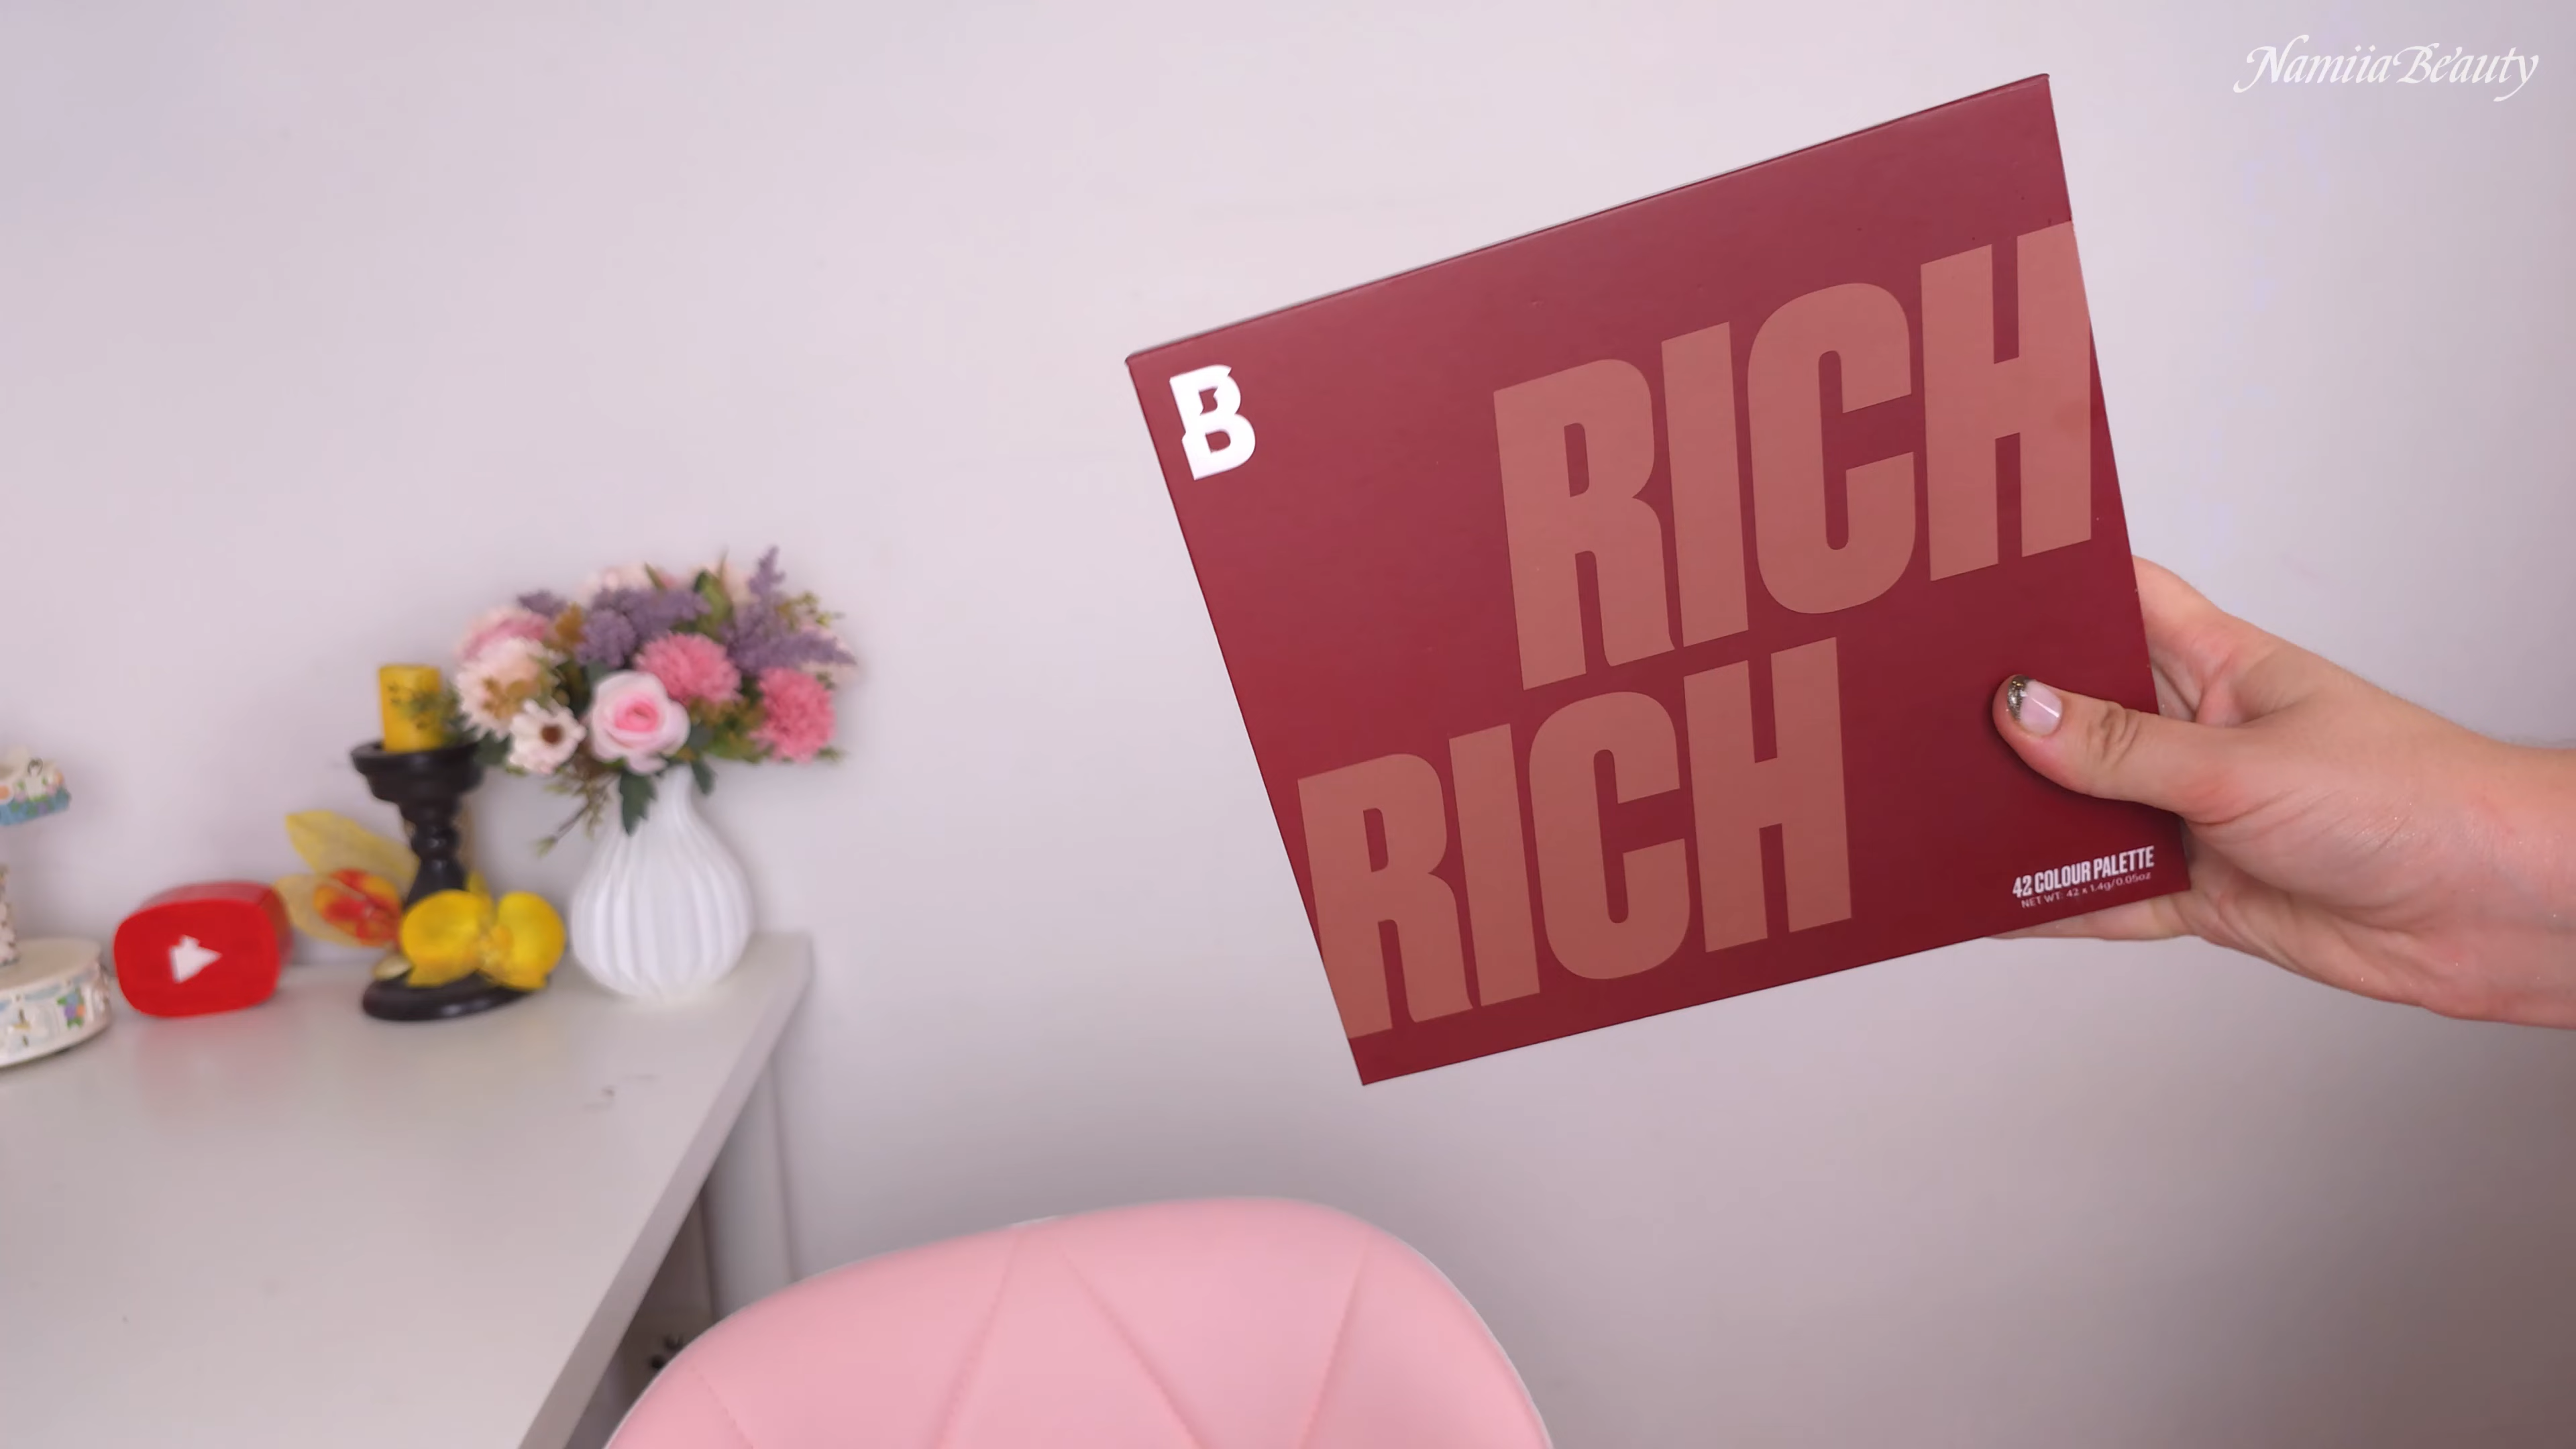 NamiiaBeauty
B
RICH
RICH
42 COLOUR PALETTE
NET WT: 42 x 1.4g/0.05oz